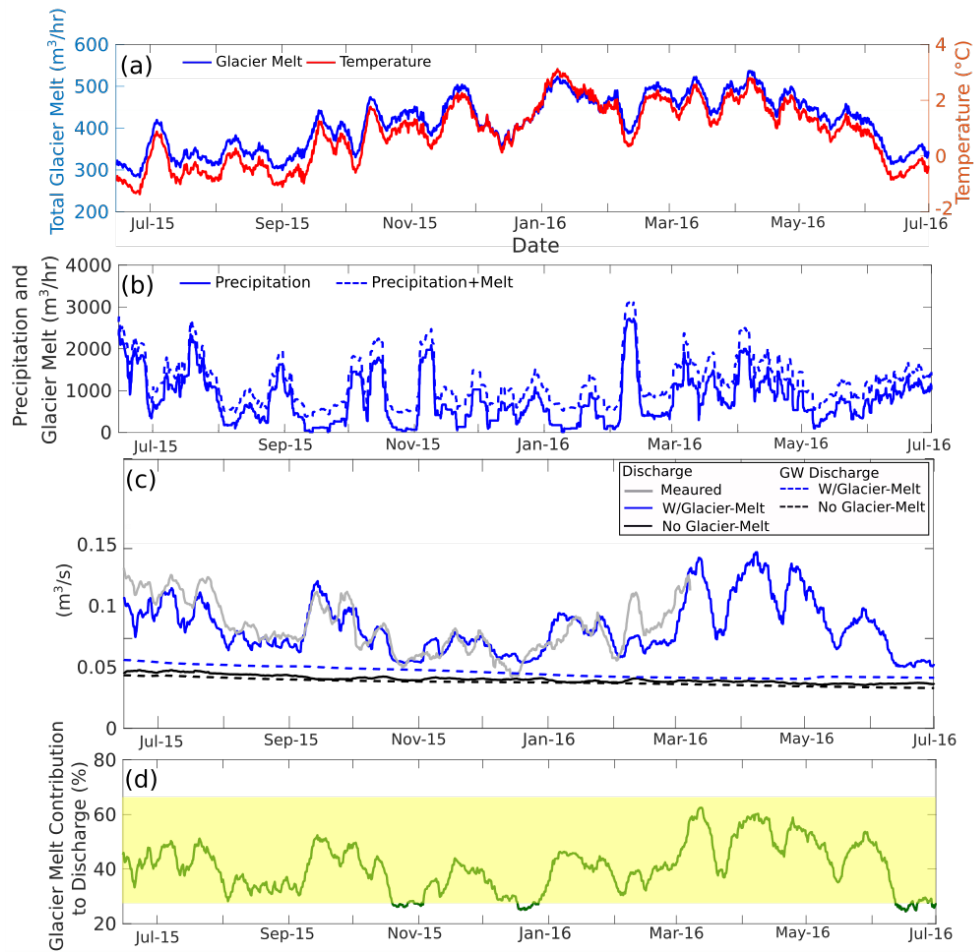 (a)
Glacier Melt
Temperature
Total Glacier Melt (m³/hr)
600
500
400
300
200
Temperature (°C)
4
2
0
-2
Jul-15 Sep-15 Nov-15 Jan-16 Mar-16 May-16 Jul-16
Date
(b)
Precipitation
Precipitation+Melt
Precipitation and
Glacier Melt (m³/hr)
4000
3000
2000
1000
0
Jul-15 Sep-15 Nov-15 Jan-16 Mar-16 May-16 Jul-16
(c)
Discharge
Meaured
W/Glacier-Melt
No Glacier-Melt
GW Discharge
W/Glacier-Melt
No Glacier-Melt
(m³/s)
0.15
0.1
0.05
0
Jul-15 Sep-15 Nov-15 Jan-16 Mar-16 May-16 Jul-16
(d)
Glacier Melt Contribution
to Discharge (%)
80
60
40
20
Jul-15 Sep-15 Nov-15 Jan-16 Mar-16 May-16 Jul-16